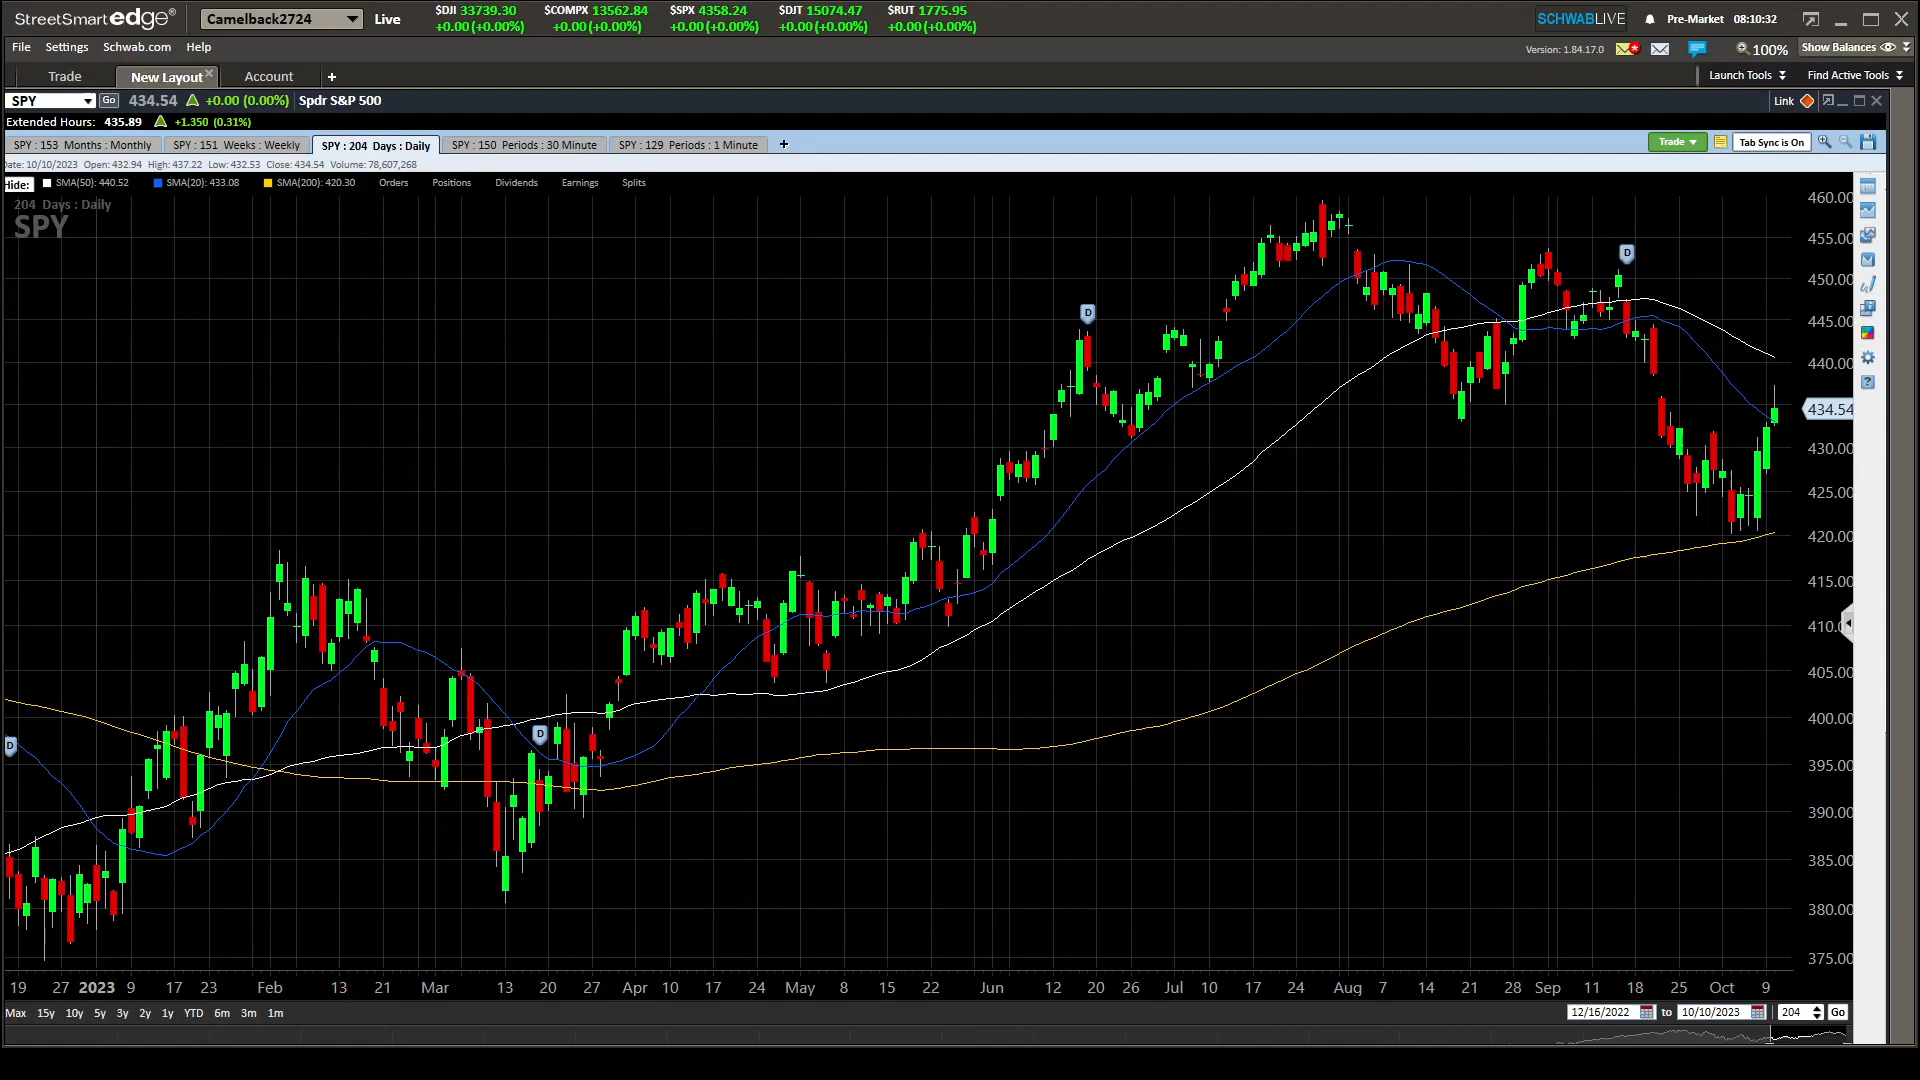 StreetSmart edge® Camelback2724 Live $DJI 33739.30 $COMPX 13562.84 $SPX 4358.24 $DJT 15074.47 $RUT 1775.95 SCHWABLIVE Pre-Market 08:10:32
+0.00 (+0.00%) +0.00 (+0.00%) +0.00 (+0.00%) +0.00 (+0.00%) +0.00 (+0.00%)
File Settings Schwab.com Help Version: 1.84.17.0 100% Show Balances
Trade New Layout Account + Launch Tools Find Active Tools
SPY Go 434.54 +0.00 (0.00%) Spdr S&P 500 Link
Extended Hours: 435.89 +1.350 (0.31%)
SPY : 153 Months : Monthly SPY : 151 Weeks : Weekly SPY : 204 Days : Daily SPY : 150 Periods : 30 Minute SPY : 129 Periods : 1 Minute + Trade Tab Sync is On
Date: 10/10/2023 Open: 432.94 High: 437.22 Low: 432.53 Close: 434.54 Volume: 78,607,268
Hide: SMA(50): 440.52 SMA(20): 433.08 SMA(200): 420.30 Orders Positions Dividends Earnings Splits
204 Days : Daily
SPY
460.00
455.00
D
450.00
D
445.00
440.00
434.54
430.00
425.00
420.00
415.00
410.0
405.00
400.00
D
D
395.00
390.00
385.00
380.00
375.00
19 27 2023 9 17 23 Feb 13 21 Mar 13 20 27 Apr 10 17 24 May 8 15 22 Jun 12 20 26 Jul 10 17 24 Aug 7 14 21 28 Sep 11 18 25 Oct 9
Max 15y 10y 5y 3y 2y 1y YTD 6m 3m 1m 12/16/2022 to 10/10/2023 204 Go